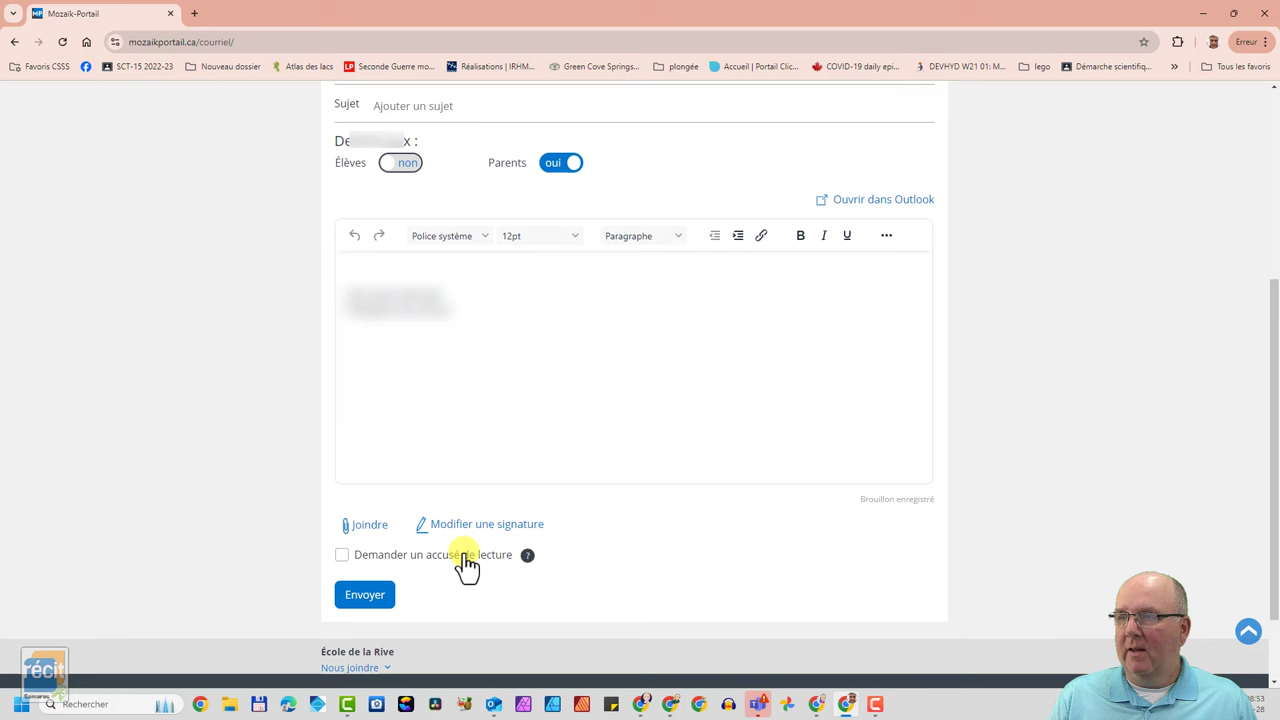 Mozaïk-Portail
mozaikportail.ca/courriel/
Erreur
Favoris CSSS
SCT-15 2022-23
Nouveau dossier
Atlas des lacs
Seconde Guerre mo...
Réalisations | IRHM...
Green Cove Springs...
plongée
Accueil | Portail Clic...
COVID-19 daily epi...
DEVHYD W21 01: M...
lego
Démarche scientifiq...
Tous les favoris
Sujet Ajouter un sujet
Élèves non Parents oui
Ouvrir dans Outlook
Police système 12pt Paragraphe B I U
Brouillon enregistré
Joindre Modifier une signature
Demander un accusé de lecture ?
Envoyer
École de la Rive
Nous joindre
récit
Rechercher
08:53